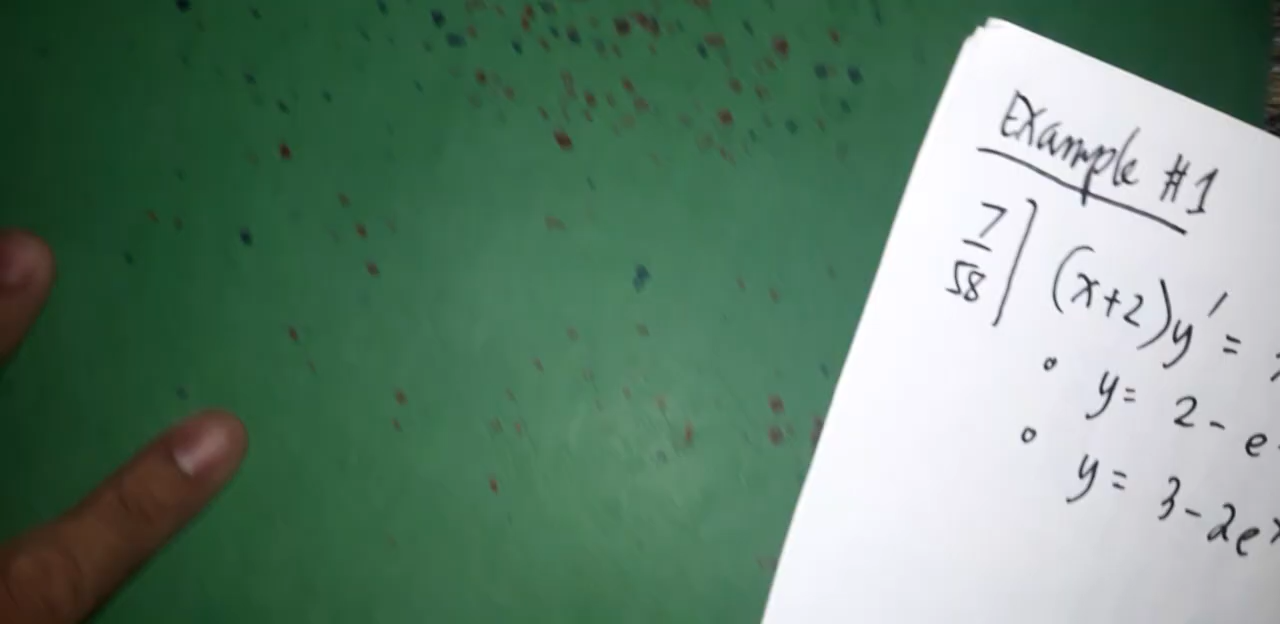 Example #1
7/58] (x+2)y' =
° y = 2 - e
° y = 3 - 2e